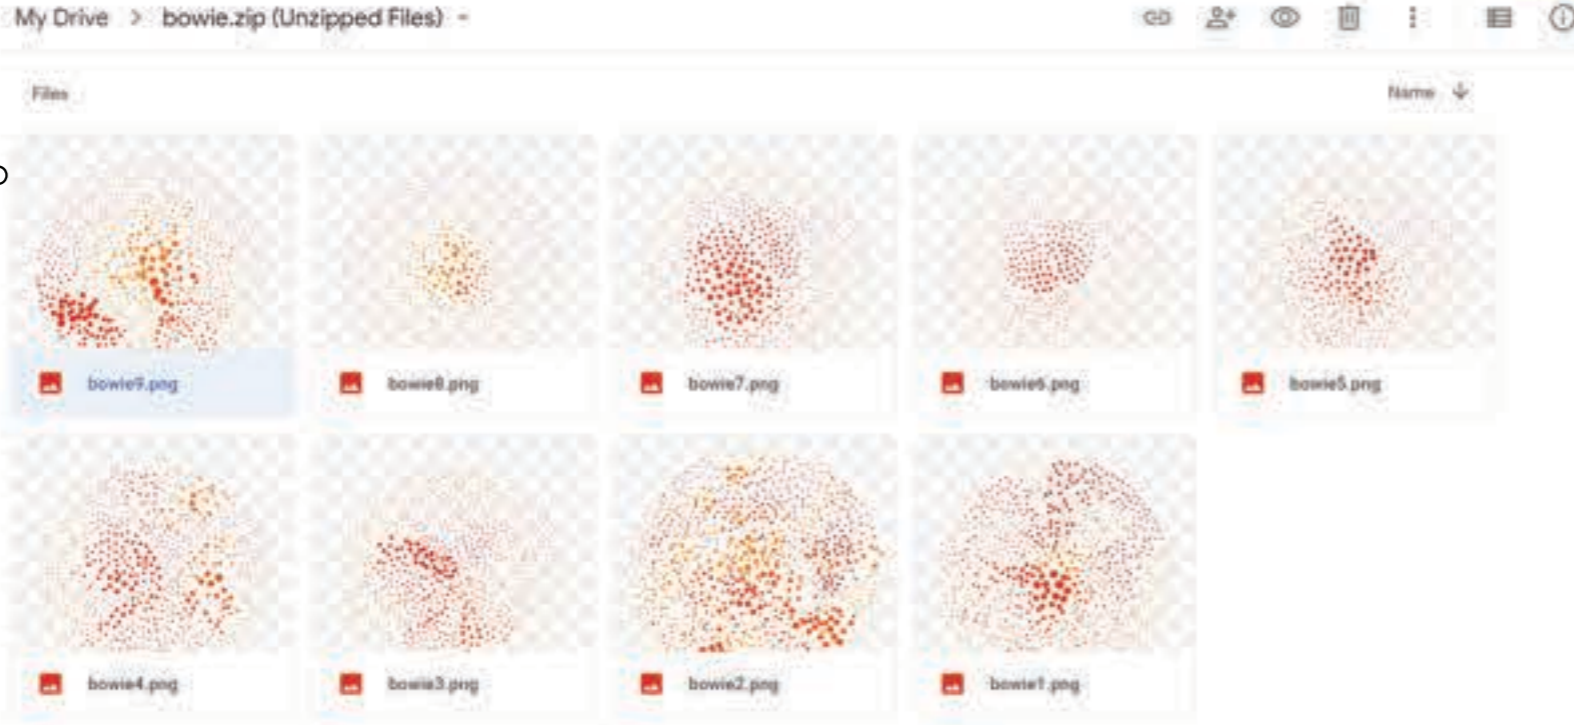 My Drive > bowie.zip (Unzipped Files)
Files
Name ↓
bowie9.png
bowie8.png
bowie7.png
bowie6.png
bowie5.png
bowie4.png
bowie3.png
bowie2.png
bowie1.png